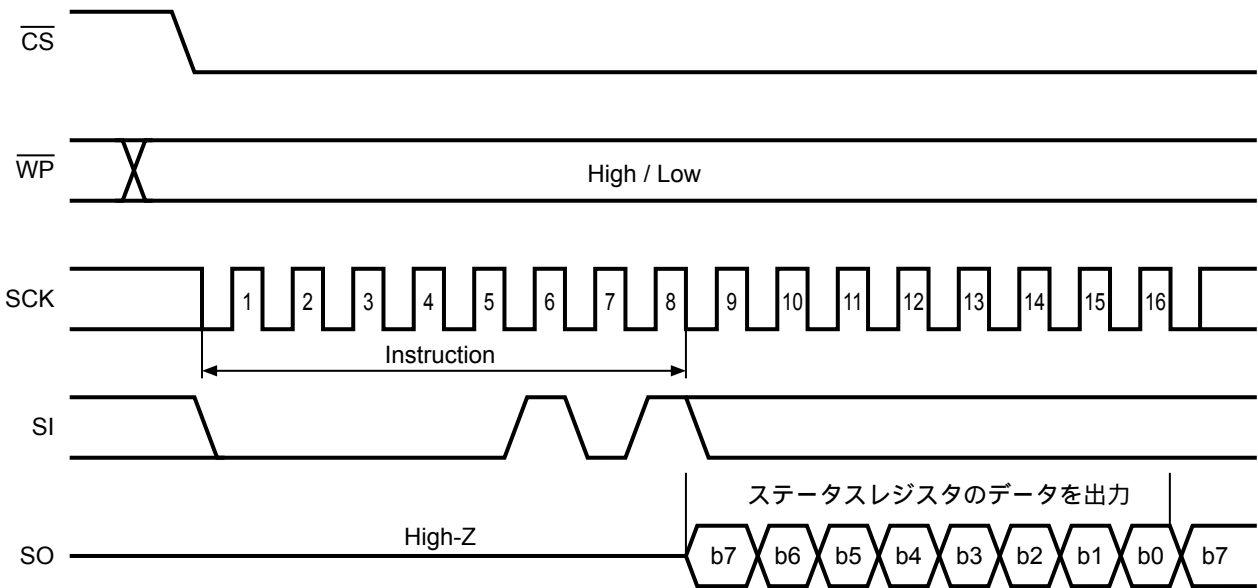 CS
WP
High / Low
SCK
1 2 3 4 5 6 7 8 9 10 11 12 13 14 15 16
Instruction
SI
ステータスレジスタのデータを出力
High-Z
SO
b7 b6 b5 b4 b3 b2 b1 b0 b7